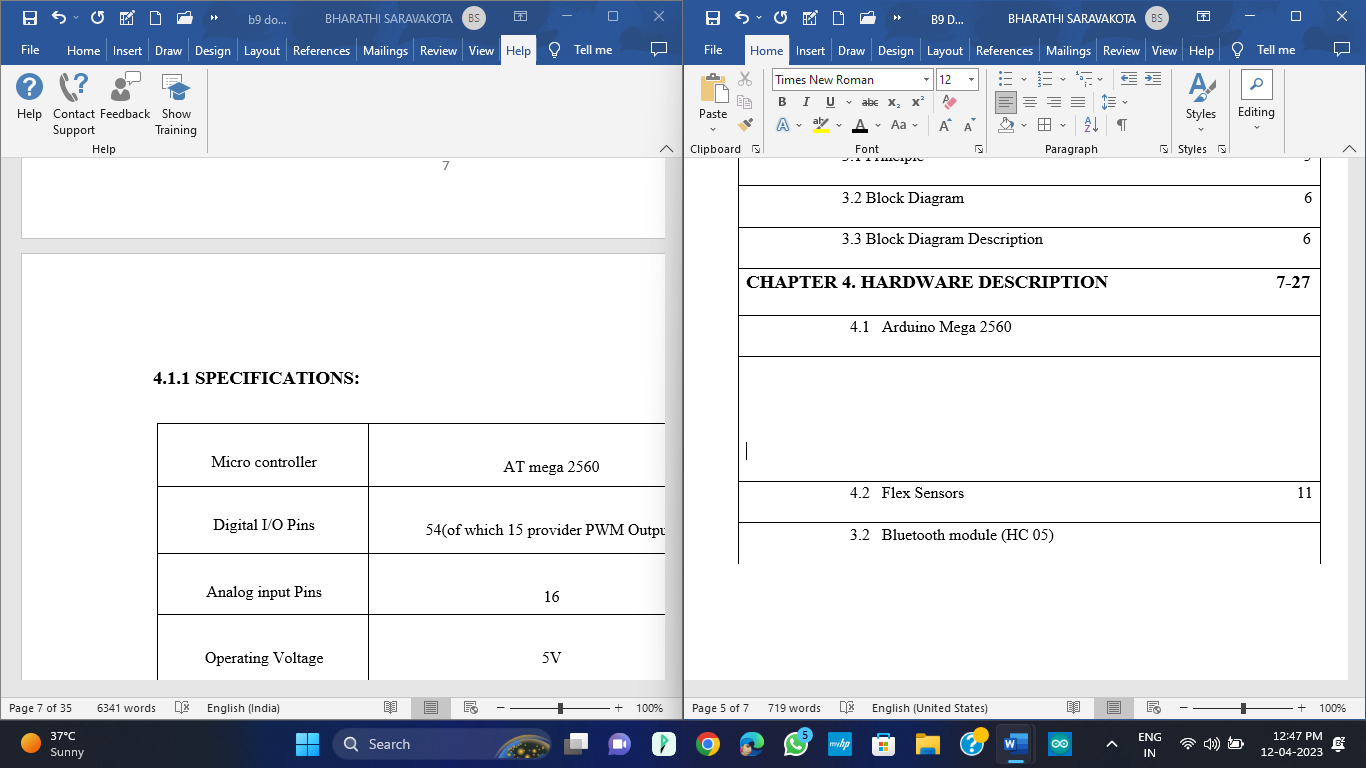 b9 do...
BHARATHI SARAVAKOTA
BS
File
Home
Insert
Draw
Design
Layout
References
Mailings
Review
View
Help
Tell me
Help
Contact Support
Feedback
Show Training
Help
7
4.1.1 SPECIFICATIONS:
Micro controller
AT mega 2560
Digital I/O Pins
54(of which 15 provider PWM Outpu
Analog input Pins
16
Operating Voltage
5V
Page 7 of 35
6341 words
English (India)
100%
B9 D...
BHARATHI SARAVAKOTA
BS
File
Home
Insert
Draw
Design
Layout
References
Mailings
Review
View
Help
Tell me
Paste
Clipboard
Times New Roman
12
B I U abc x₂ x²
A ab A Aa A A
Font
Paragraph
Styles
Styles
Editing
3.1 Principle 5
3.2 Block Diagram 6
3.3 Block Diagram Description 6
CHAPTER 4. HARDWARE DESCRIPTION 7-27
4.1 Arduino Mega 2560
4.2 Flex Sensors 11
3.2 Bluetooth module (HC 05)
Page 5 of 7
719 words
English (United States)
100%
37°C
Sunny
Search
5
myhp
ENG
IN
12:47 PM
12-04-2023